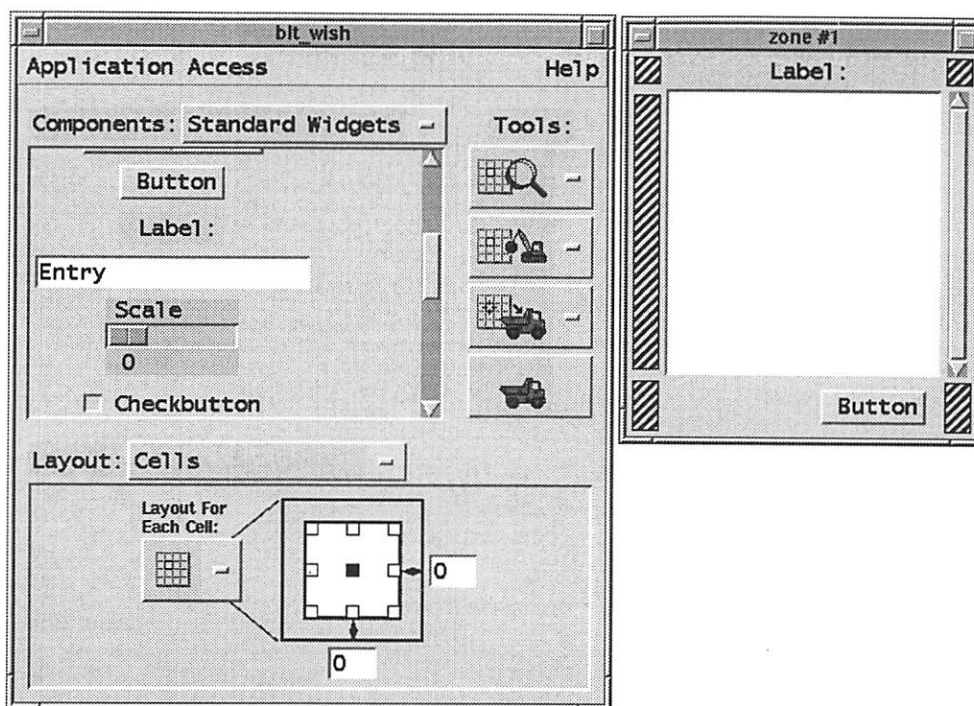 blt_wish
Application Access Help
Components: Standard Widgets
Tools:
Button
Label:
Entry
Scale
0
Checkbutton
Layout: Cells
Layout For
Each Cell:
0
0
zone #1
Label:
Button